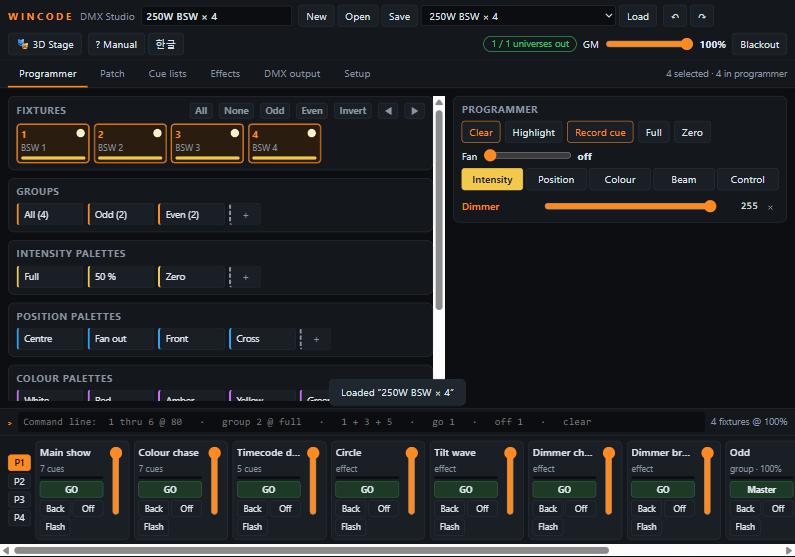 WINCODE DMX Studio 250W BSW × 4 New Open Save 250W BSW × 4 Load ↶ ↷
3D Stage ? Manual 한글 1 / 1 universes out GM 100% Blackout
Programmer Patch Cue lists Effects DMX output Setup 4 selected · 4 in programmer
FIXTURES All None Odd Even Invert ◀ ▶
1 2 3 4
BSW 1 BSW 2 BSW 3 BSW 4
GROUPS
All (4) Odd (2) Even (2) +
INTENSITY PALETTES
Full 50 % Zero +
POSITION PALETTES
Centre Fan out Front Cross +
COLOUR PALETTES
White Red Amber Yellow
PROGRAMMER
Clear Highlight Record cue Full Zero
Fan off
Intensity Position Colour Beam Control
Dimmer 255 ×
Loaded "250W BSW × 4"
> Command line: 1 thru 6 @ 80 · group 2 @ full · 1 + 3 + 5 · go 1 · off 1 · clear 4 fixtures @ 100%
P1 P2 P3 P4
Main show Colour chase Timecode d... Circle Tilt wave Dimmer ch... Dimmer br... Odd
7 cues 7 cues 5 cues effect effect effect effect group · 100%
GO GO GO GO GO GO GO Master
Back Off Back Off Back Off Back Off Back Off Back Off Back Off Back Off
Flash Flash Flash Flash Flash Flash Flash Flash